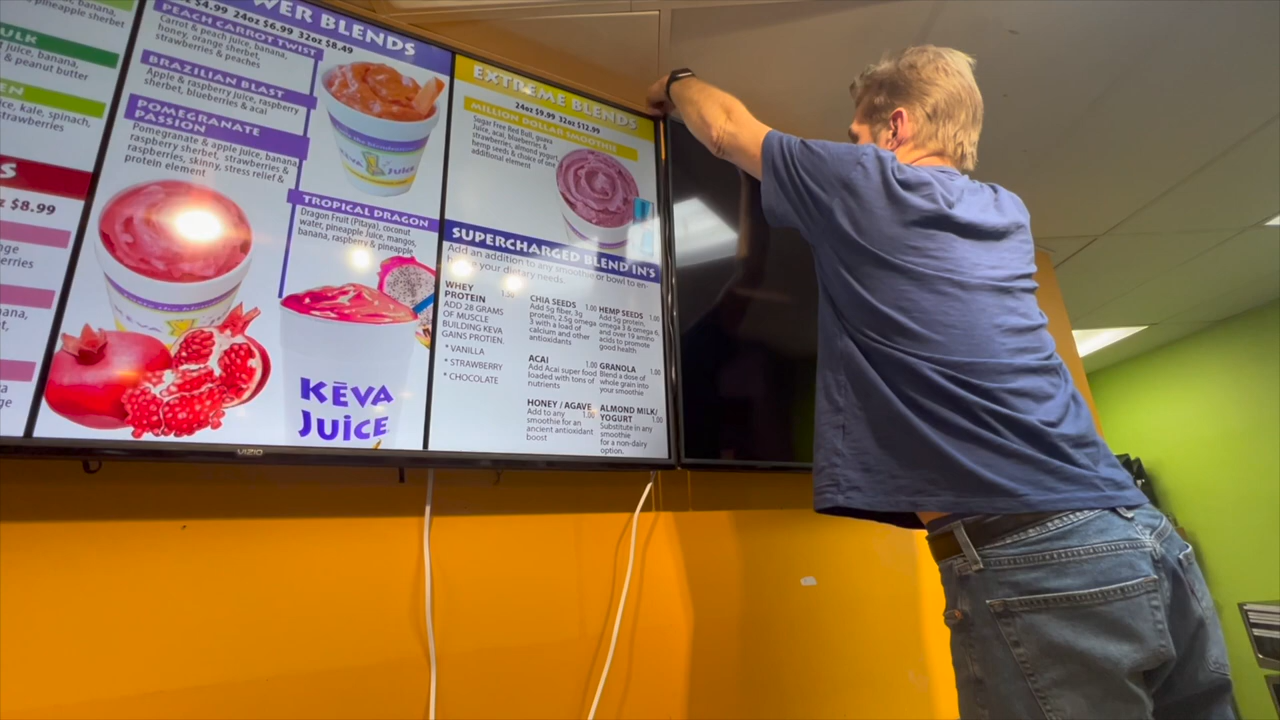 pineapple sherbet
ULK
juice, banana,
& peanut butter
EN
ice, kale, spinach,
strawberries
S
z $8.99
nge
erries
WER BLENDS
$4.99 24oz $6.99 32oz $8.49
PEACH CARROT TWIST
Carrot & peach juice, banana,
honey, orange sherbet,
strawberries & peaches
BRAZILIAN BLAST
Apple & raspberry juice, raspberry
sherbet, blueberries & acai
POMEGRANATE
PASSION
Pomegranate & apple juice, banana
raspberry sherbet, strawberries &
raspberries, skinny, stress relief &
protein element
KĒVA
Juice
TROPICAL DRAGON
Dragon Fruit (Pitaya), coconut
water, pineapple Juice, mangos,
banana, raspberry & pineapple
KEVA
KĒVA
Juice
VIZIO
EXTREME BLENDS
24oz $9.99 32oz $12.99
MILLION DOLLAR SMOOTHIE
Sugar Free Red Bull, guava
Juice, acai, blueberries &
strawberries, almond yogurt
hemp seeds & choice of one
additional element
SUPERCHARGED BLEND IN'S
Add an addition to any smoothie or bowl to en-
your dietary needs.
WHEY 1.50
PROTEIN
ADD 28 GRAMS
OF MUSCLE
BUILDING KEVA
GAINS PROTIEN.
* VANILLA
* STRAWBERRY
* CHOCOLATE
CHIA SEEDS 1.00
Add 5g fiber, 3g
protein, 2.5g omega
3 with a load of
calcium and other
antioxidants
ACAI 1.00
Add Acai super food
loaded with tons of
nutrients
HONEY / AGAVE
Add to any 1.00
smoothie for an
ancient antioxidant
boost
HEMP SEEDS 1.00
Add 5g protein,
omega 3 & omega 6,
and over 19 amino
acids to promote
good health
GRANOLA 1.00
Blend a dose of
whole grain into
your smoothie
ALMOND MILK/
YOGURT 1.00
Substitute in any
smoothie
for a non-dairy
option.